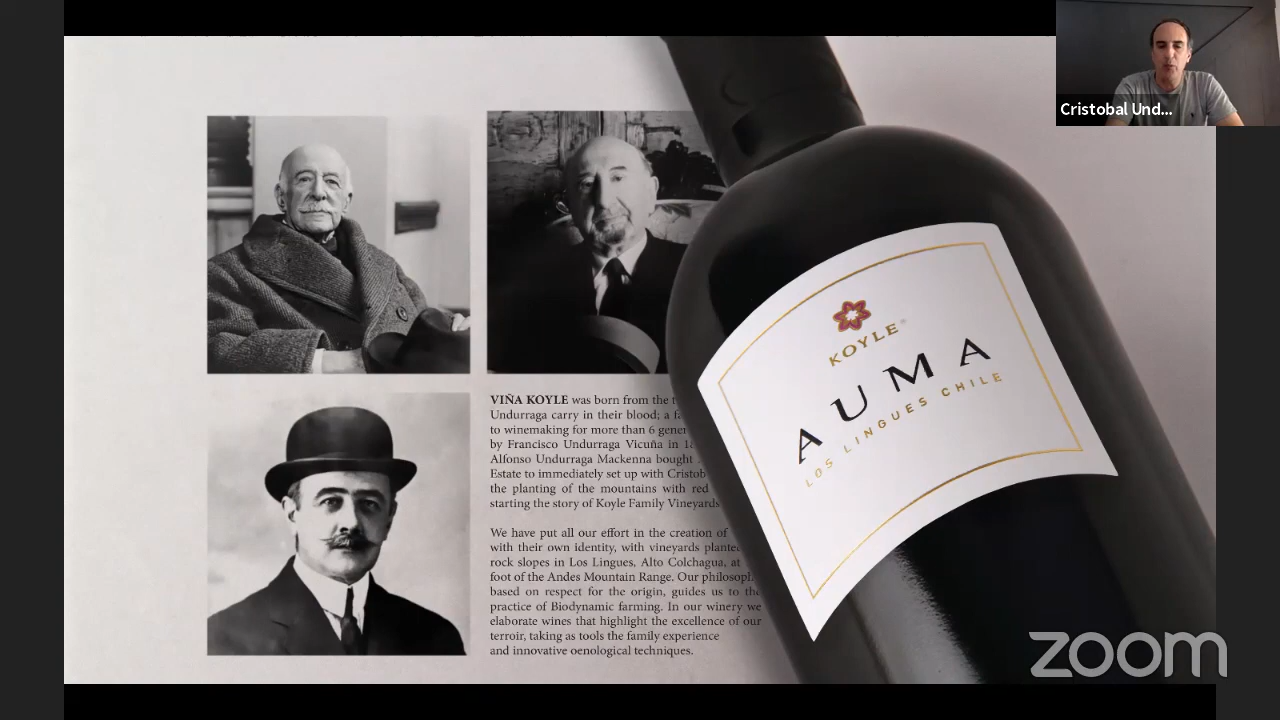 Cristobal Und...
VIÑA KOYLE was born from the
Undurraga carry in their blood; a
to winemaking for more than 6
by Francisco Undurraga Vicuña in
Alfonso Undurraga Mackenna bought
Estate to immediately set up with
the planting of the mountains with red
starting the story of Koyle Family Vineyards
We have put all our effort in the creation of
with their own identity, with vineyards
rock slopes in Los Lingues, Alto Colchagua, at
foot of the Andes Mountain Range. Our
based on respect for the origin, guides us to the
practice of Biodynamic farming. In our winery we
elaborate wines that highlight the excellence of our
terroir, taking as tools the family experience
and innovative oenological techniques.
KOYLE
AUMA
LOS LINGUES CHILE
zoom